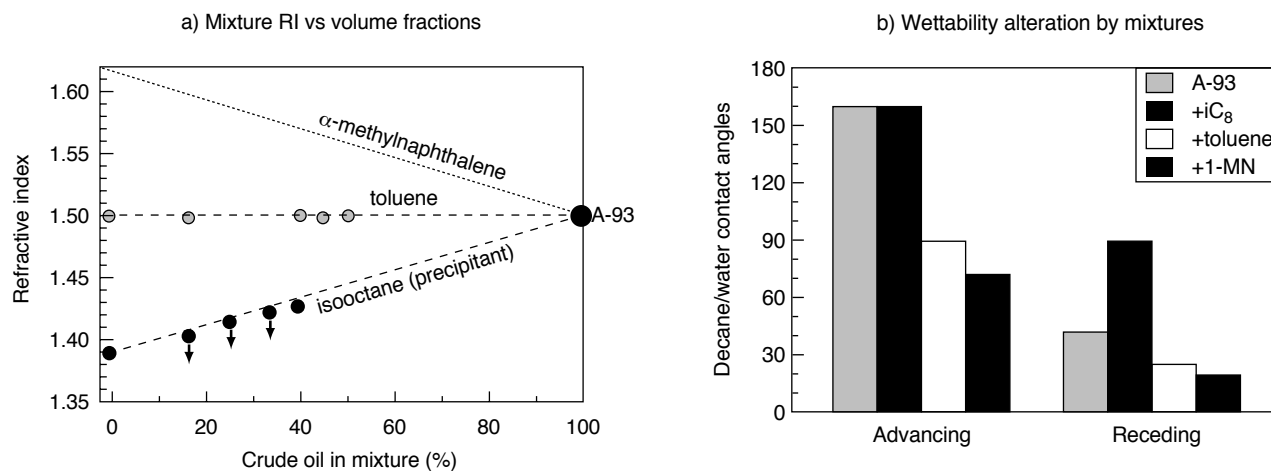 a) Mixture RI vs volume fractions
1.60
1.55
1.50
1.45
1.40
1.35
Refractive index
α-methylnaphthalene
toluene
A-93
isooctane (precipitant)
0 20 40 60 80 100
Crude oil in mixture (%)
b) Wettability alteration by mixtures
180
150
120
90
60
30
0
Decane/water contact angles
A-93
+iC₈
+toluene
+1-MN
Advancing Receding